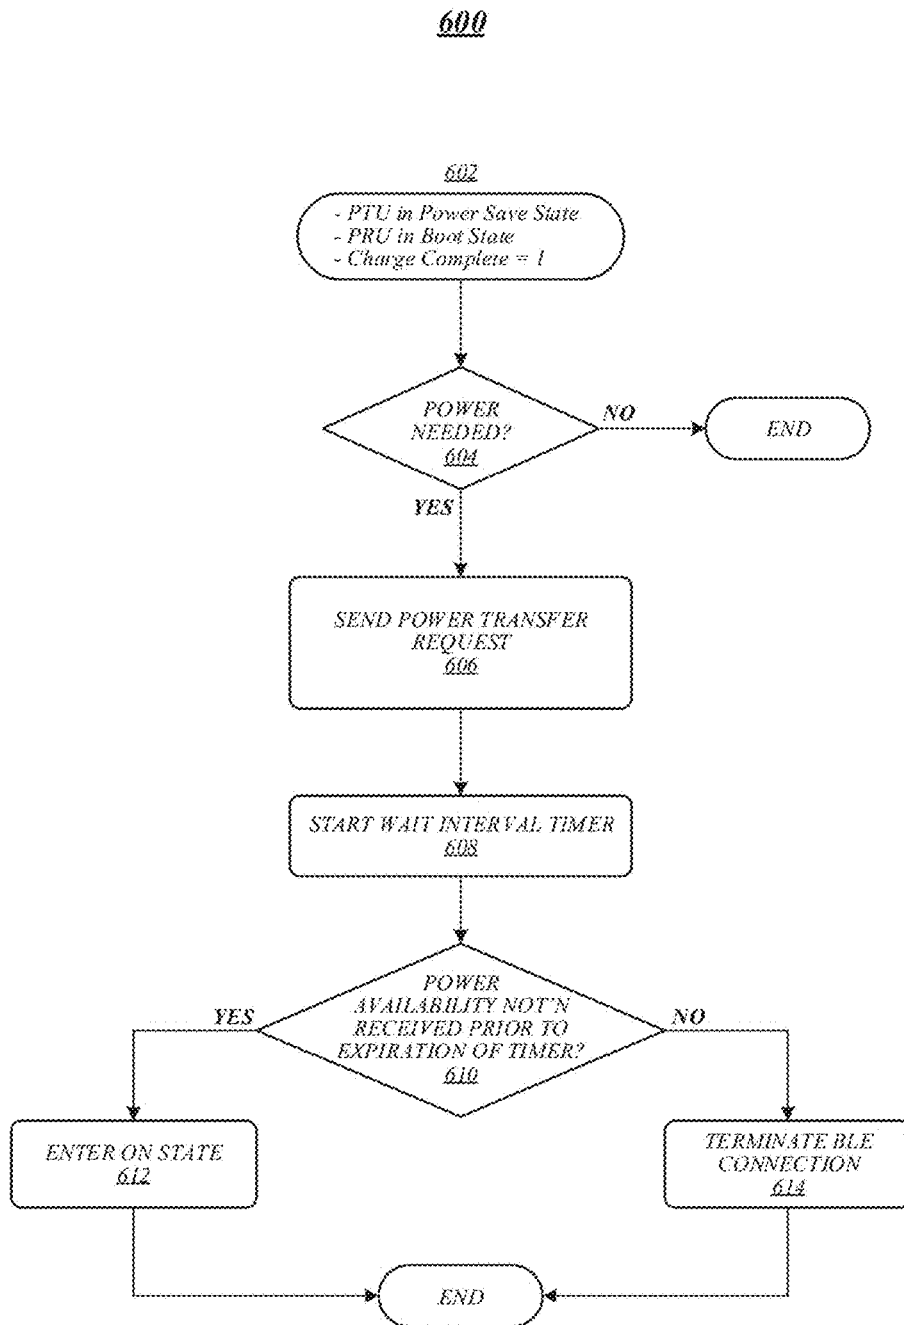 600
602
- PTU in Power Save State
- PRU in Boot State
- Charge Complete = 1
POWER
NEEDED?
604
NO
END
YES
SEND POWER TRANSFER
REQUEST
606
START WAIT INTERVAL TIMER
608
POWER
AVAILABILITY NOT'N
RECEIVED PRIOR TO
EXPIRATION OF TIMER?
610
YES
NO
ENTER ON STATE
612
TERMINATE BLE
CONNECTION
614
END